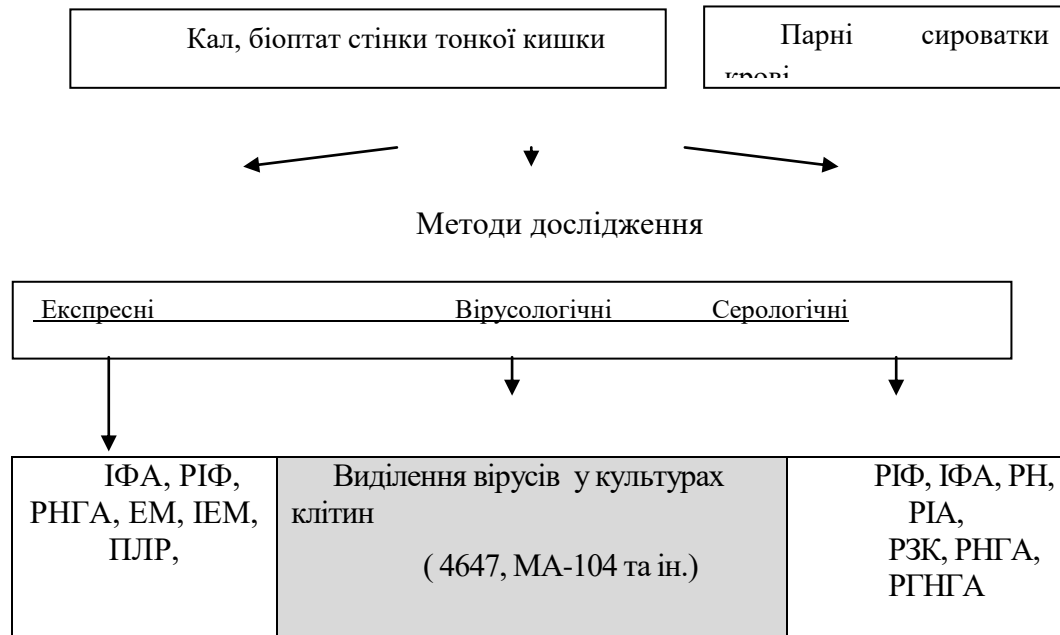 Кал, біоптат стінки тонкої кишки
Парні сироватки
крові
Методи дослідження
Експресні Вірусологічні Серологічні
ІФА, РІФ,
РНГА, ЕМ, ІЕМ,
ПЛР,
Виділення вірусів у культурах
клітин
( 4647, МА-104 та ін.)
РІФ, ІФА, РН,
РІА,
РЗК, РНГА,
РГНГА